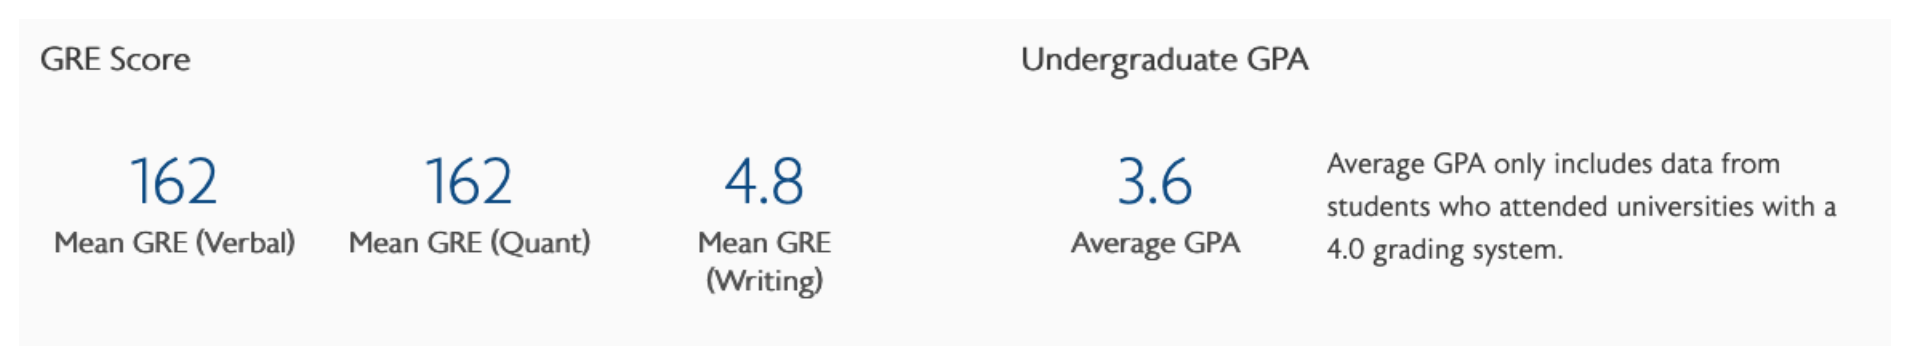 GRE Score
162
Mean GRE (Verbal)
162
Mean GRE (Quant)
4.8
Mean GRE
(Writing)
Undergraduate GPA
3.6
Average GPA
Average GPA only includes data from
students who attended universities with a
4.0 grading system.